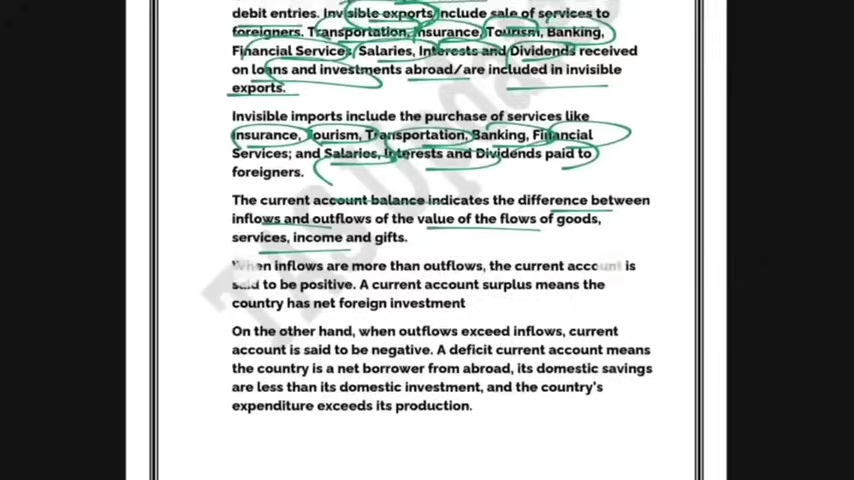 debit entries. Invisible exports include sale of services to
foreigners. Transportation, Insurance, Tourism, Banking,
Financial Services, Salaries, Interests and Dividends received
on loans and investments abroad/are included in invisible
exports.
Invisible imports include the purchase of services like
Insurance, Tourism, Transportation, Banking, Financial
Services; and Salaries, Interests and Dividends paid to
foreigners.
The current account balance indicates the difference between
inflows and outflows of the value of the flows of goods,
services, income and gifts.
When inflows are more than outflows, the current account is
said to be positive. A current account surplus means the
country has net foreign investment
On the other hand, when outflows exceed inflows, current
account is said to be negative. A deficit current account means
the country is a net borrower from abroad, its domestic savings
are less than its domestic investment, and the country's
expenditure exceeds its production.